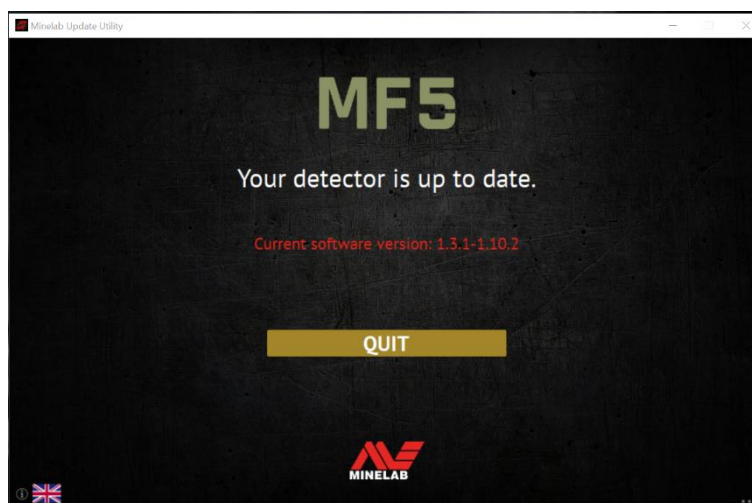 Minelab Update Utility
MF5
Your detector is up to date.
Current software version: 1.3.1-1.10.2
QUIT
MINELAB